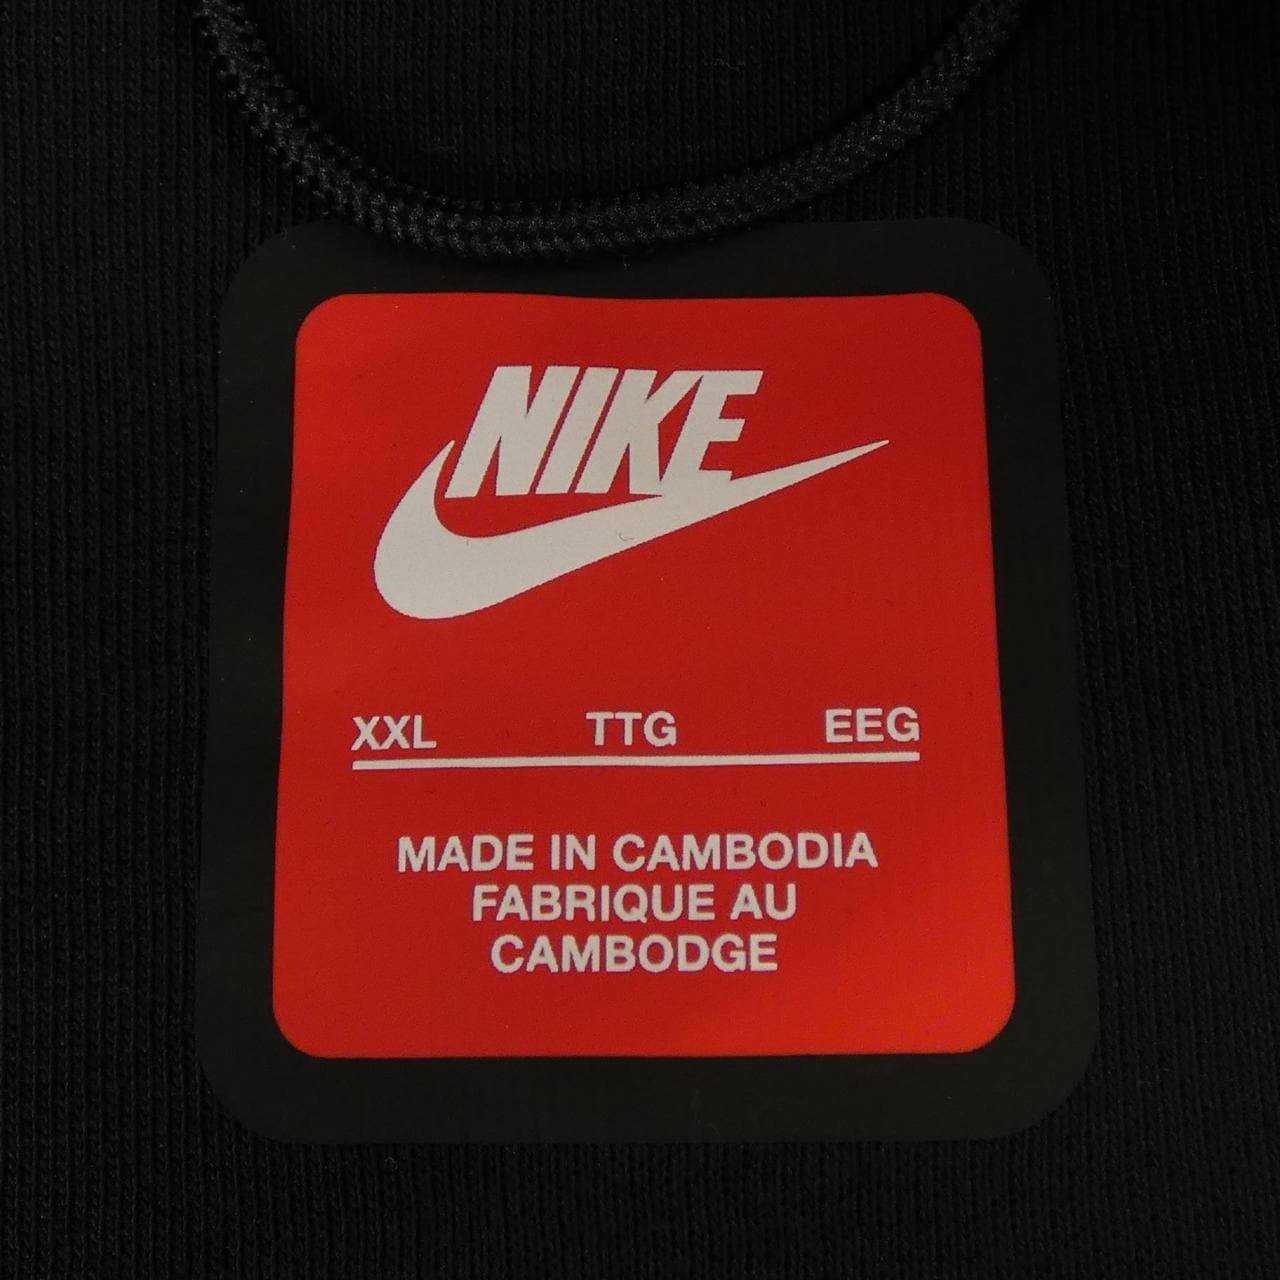 NIKE
XXL TTG EEG
MADE IN CAMBODIA
FABRIQUE AU
CAMBODGE